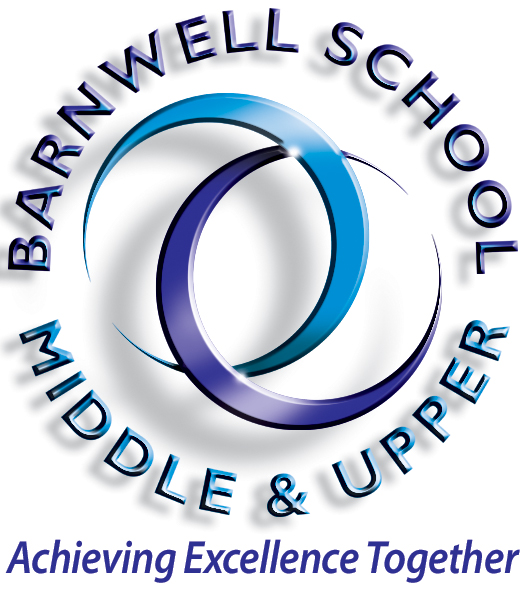 BARNWELL SCHOOL
MIDDLE & UPPER
Achieving Excellence Together